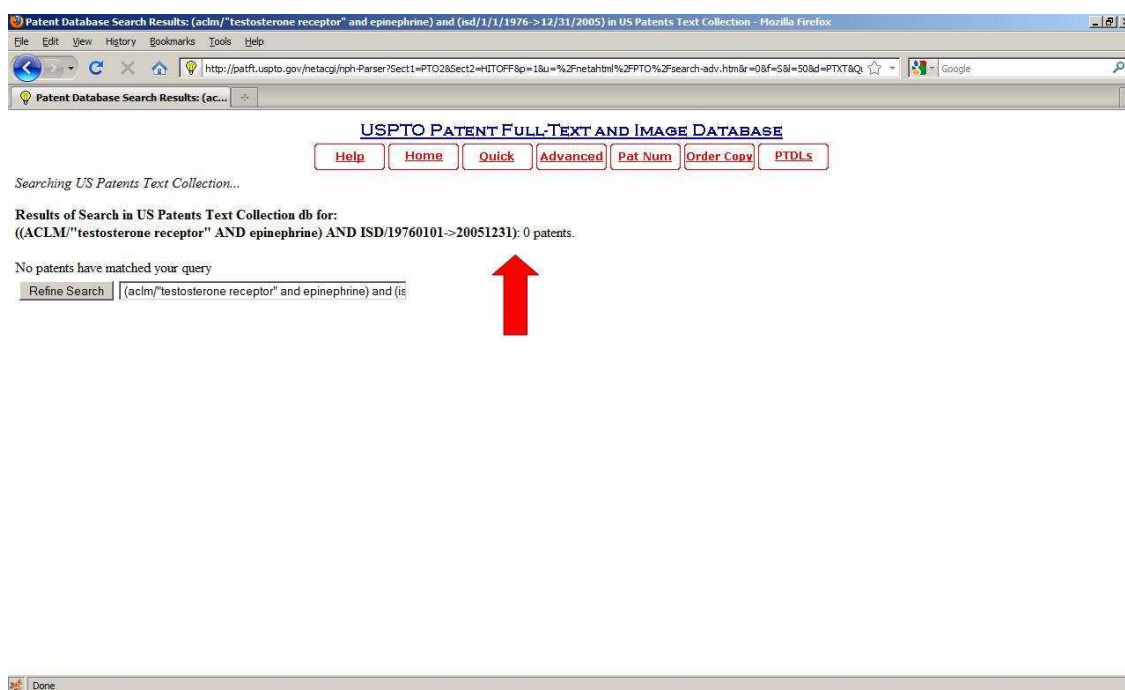 Patent Database Search Results: (aclm/"testosterone receptor" and epinephrine) and (isd/1/1/1976->12/31/2005) in US Patents Text Collection - Mozilla Firefox
File Edit View History Bookmarks Tools Help
http://patft.uspto.gov/netacgi/nph-Parser?Sect1=PTO2&Sect2=HITOFF&p=1&u=%2Fnetahtml%2FPTO%2Fsearch-adv.htm&r=0&f=S&l=50&d=PTXT&Qu Google
Patent Database Search Results: (ac...
USPTO PATENT FULL-TEXT AND IMAGE DATABASE
Help Home Quick Advanced Pat Num Order Copy PTDLs
Searching US Patents Text Collection...
Results of Search in US Patents Text Collection db for:
((ACLM/"testosterone receptor" AND epinephrine) AND ISD/19760101->20051231): 0 patents.
No patents have matched your query
Refine Search (aclm/"testosterone receptor" and epinephrine) and (is
Done